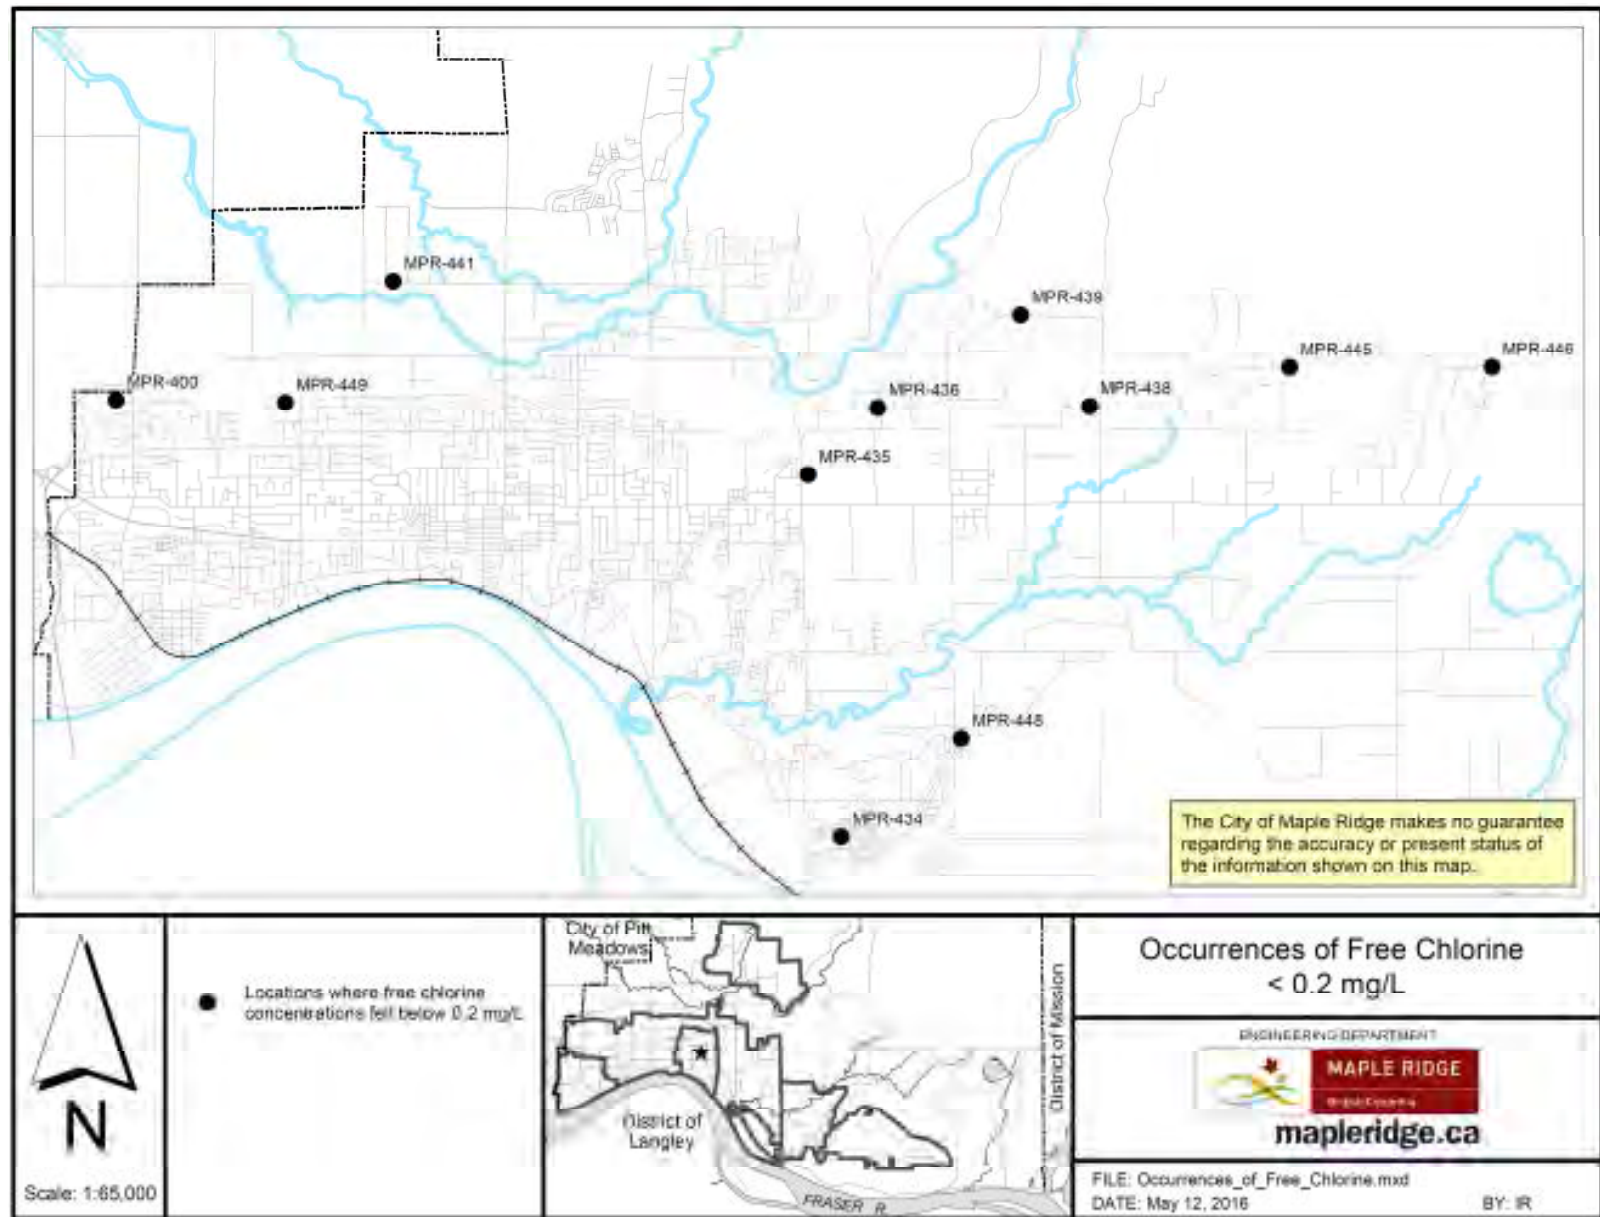 MPR-441
MPR-439
MPR-445
MPR-446
MPR-400
MPR-449
MPR-436
MPR-438
MPR-435
MPR-448
MPR-434
The City of Maple Ridge makes no guarantee
regarding the accuracy or present status of
the information shown on this map.
N
Scale: 1:65,000
Locations where free chlorine
concentrations fell below 0.2 mg/L
City of Pitt
Meadows
District of Mission
District of
Langley
FRASER R.
Occurrences of Free Chlorine
< 0.2 mg/L
ENGINEERING DEPARTMENT
MAPLE RIDGE
British Columbia
mapleridge.ca
FILE: Occurrences_of_Free_Chlorine.mxd
DATE: May 12, 2016
BY: IR